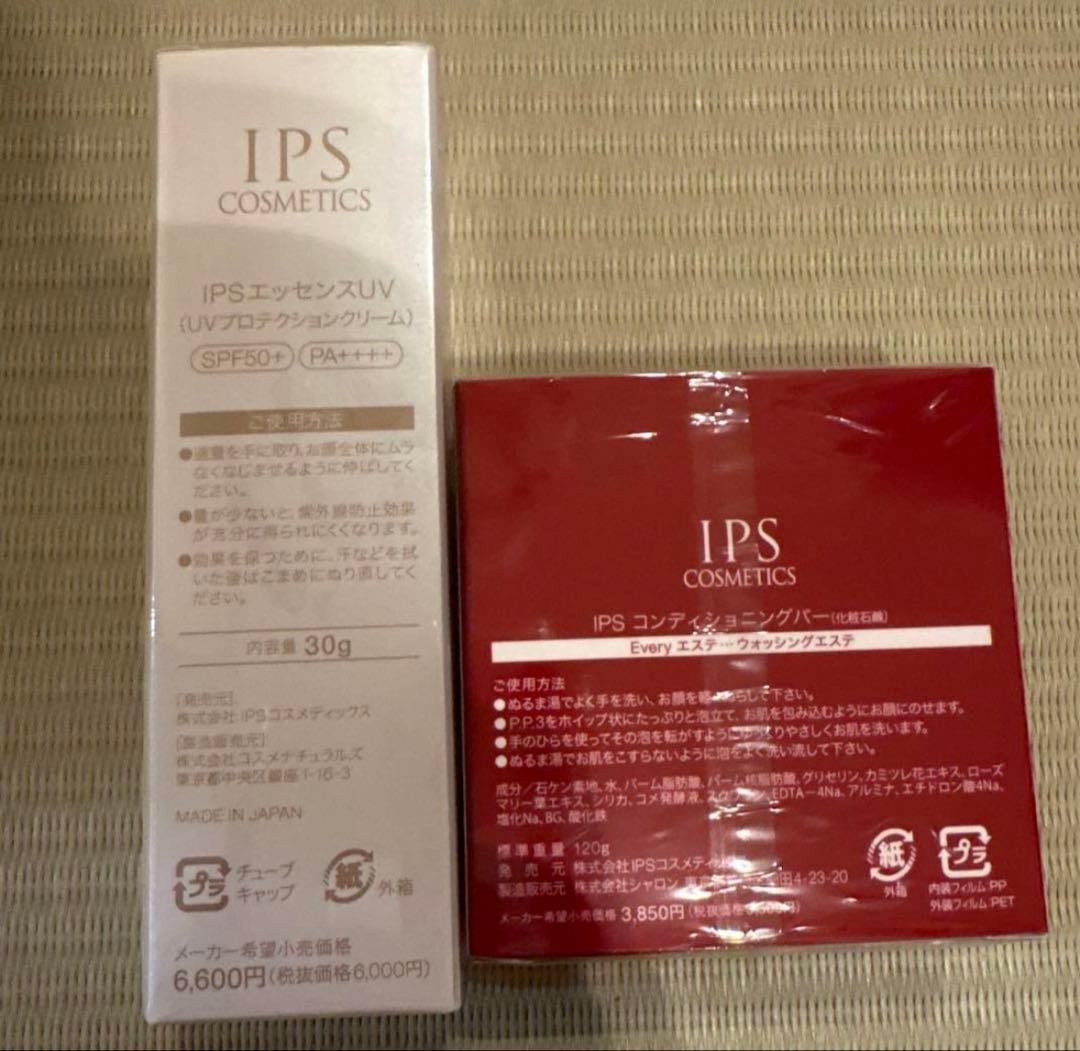 IPS
COSMETICS
IPSエッセンスUV
(UVプロテクションクリーム)
SPF50+ PA++++
ご使用方法
●適量を手に取り、お顔全体にムラ
なくなじませるように伸ばしてく
ださい。
●量が少ないと、紫外線防止効果
が充分に得られにくくなります。
●効果を保つために、汗などを拭
いた後はこまめにぬり直してく
ださい。
内容量 30g
[発売元]
株式会社 IPSコスメディックス
[製造販売元]
株式会社コスメナチュラルズ
東京都中央区銀座1-16-3
MADE IN JAPAN
プラ チューブ
キャップ
紙 外箱
メーカー希望小売価格
6,600円(税抜価格6,000円)
IPS
COSMETICS
IPS コンディショニングバー(化粧石鹸)
Every エステ…ウォッシングエステ
ご使用方法
●ぬるま湯でよく手を洗い、お顔を軽くぬらして下さい。
●P.P.3をホイップ状にたっぷりと泡立て、お肌を包み込むようにお顔にのせます。
●手のひらを使ってその泡を転がすようにゆっくりやさしくお肌を洗います。
●ぬるま湯でお肌をこすらないように泡をよく洗い流して下さい。
成分/石ケン素地、水、パーム脂肪酸、パーム核脂肪酸、グリセリン、カミツレ花エキス、ローズ
マリー葉エキス、シリカ、コメ発酵液、スクワラン、EDTA-4Na、アルミナ、エチドロン酸4Na、
塩化Na、BG、酸化鉄
標準重量 120g
発売元 株式会社IPSコスメティックス
製造販売元 株式会社シャロン 東京 田4-23-20
メーカー希望小売価格 3,850円(税抜価格3,500円)
紙
外箱
プラ
内装フィルム:PP
外装フィルム:PET